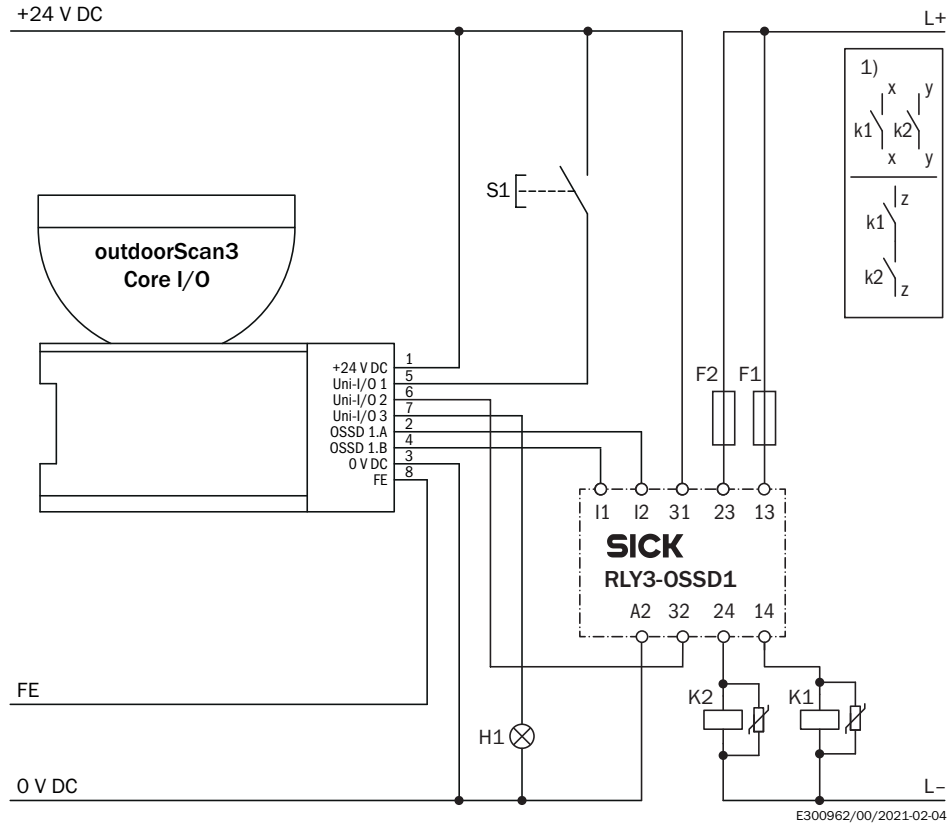 +24 V DC
L+
1)
x y
k1 k2
x y
z
k1
k2
z
S1
outdoorScan3
Core I/O
+24 V DC 1
Uni-I/O 1 5
Uni-I/O 2 6
Uni-I/O 3 7
OSSD 1.A 2
OSSD 1.B 4
0 V DC 3
FE 8
F2 F1
I1 I2 31 23 13
SICK
RLY3-OSSD1
A2 32 24 14
FE
K2 K1
H1
0 V DC
L–
E300962/00/2021-02-04